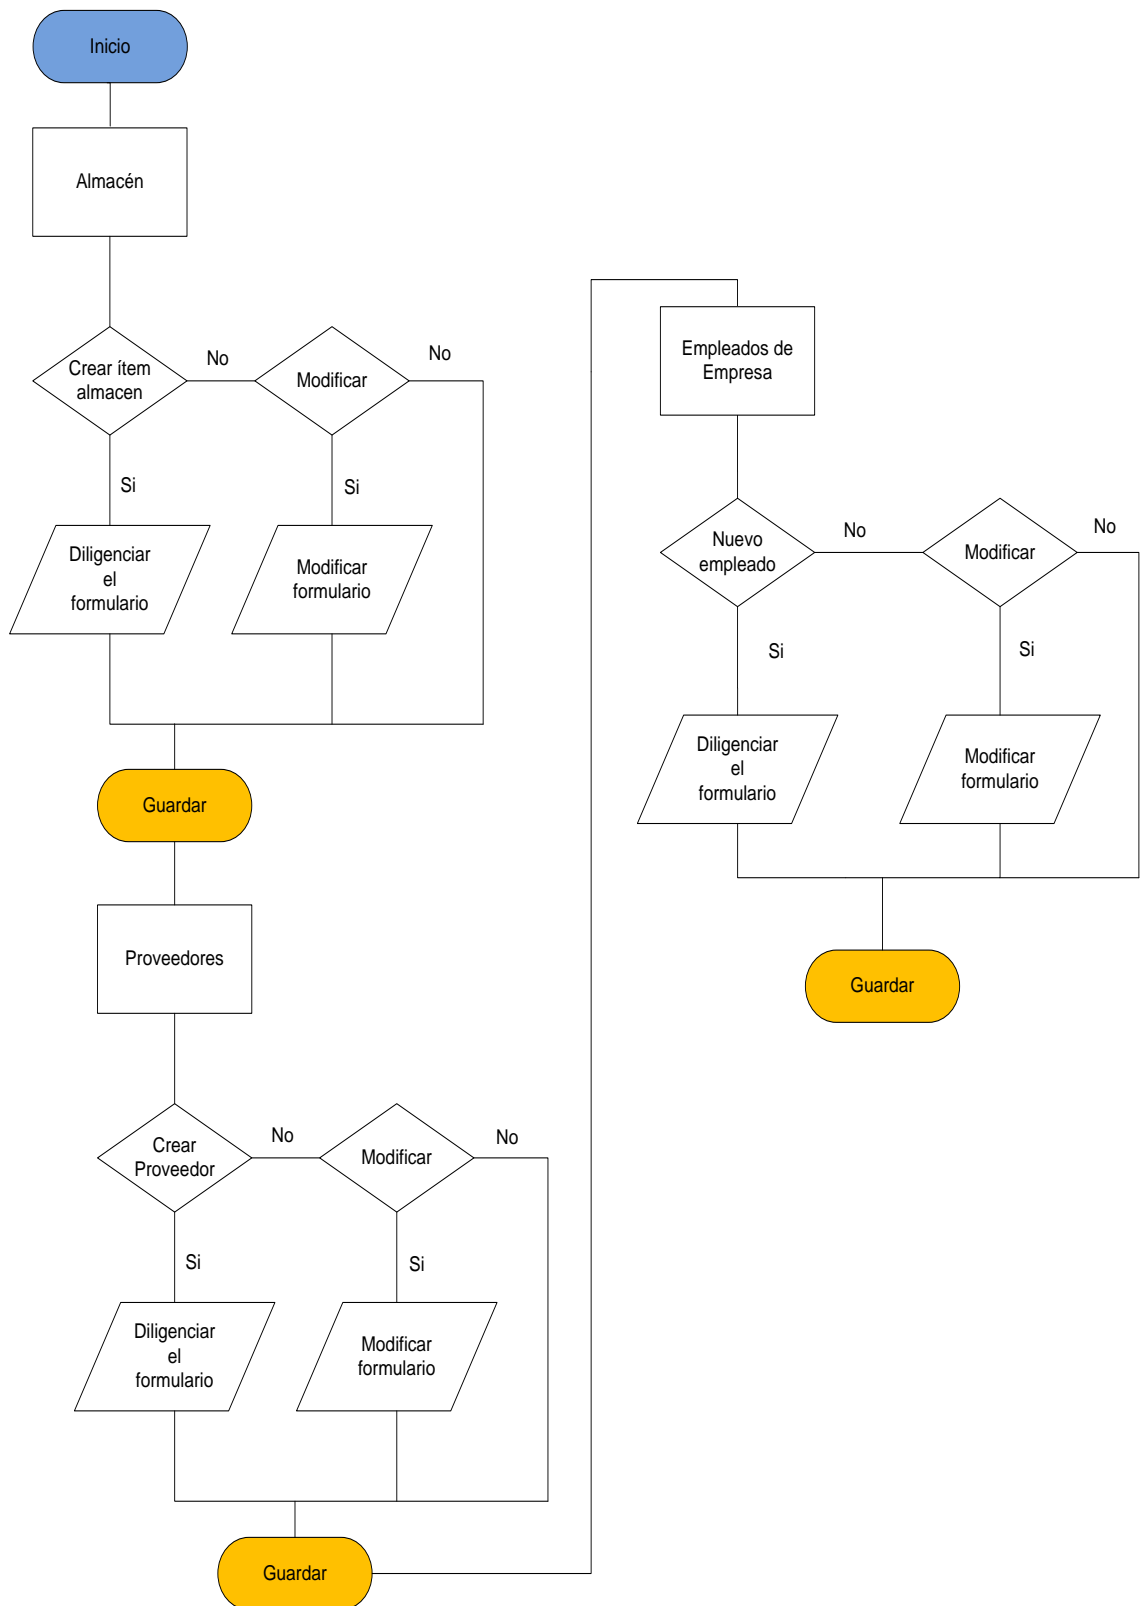 Inicio
Almacén
Crear ítem
almacen
No
Modificar
No
Si
Si
Diligenciar
el
formulario
Modificar
formulario
Guardar
Proveedores
Crear
Proveedor
No
Modificar
No
Si
Si
Diligenciar
el
formulario
Modificar
formulario
Guardar
Empleados de
Empresa
Nuevo
empleado
No
Modificar
No
Si
Si
Diligenciar
el
formulario
Modificar
formulario
Guardar